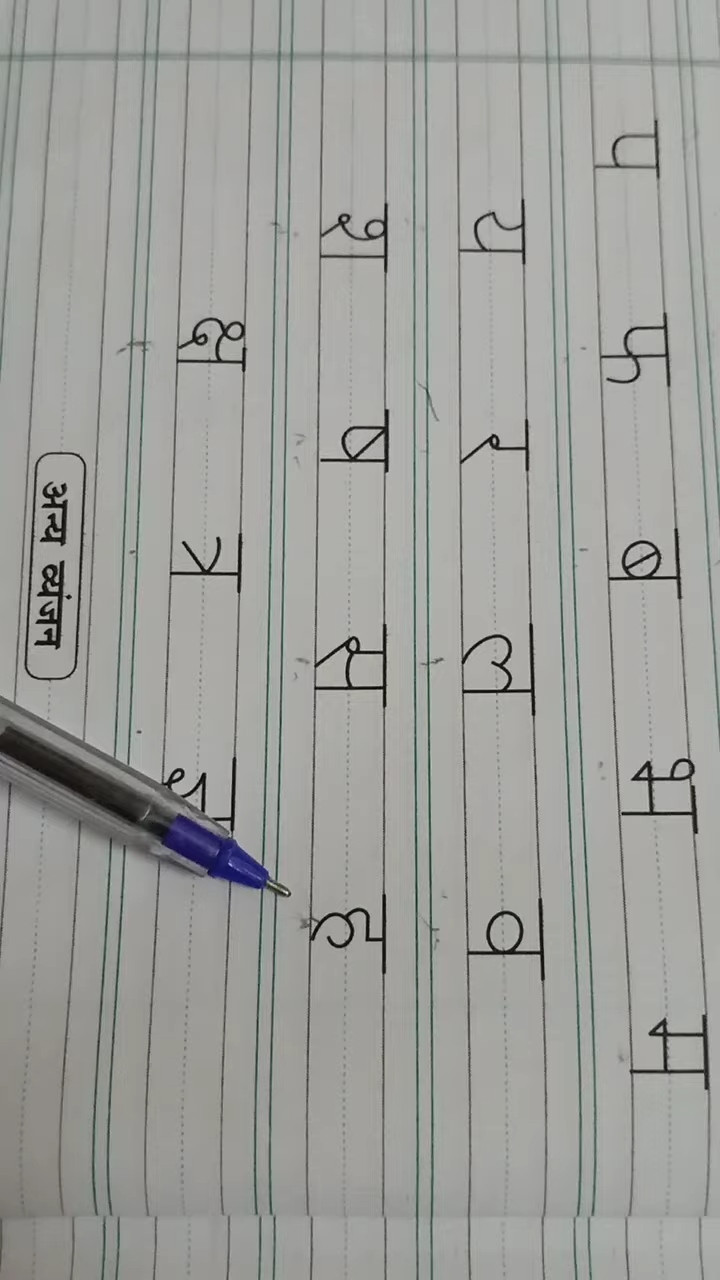 प फ ब भ म
य र ल व
श ष स ह
क्ष त्र ज्ञ
अन्य व्यंजन